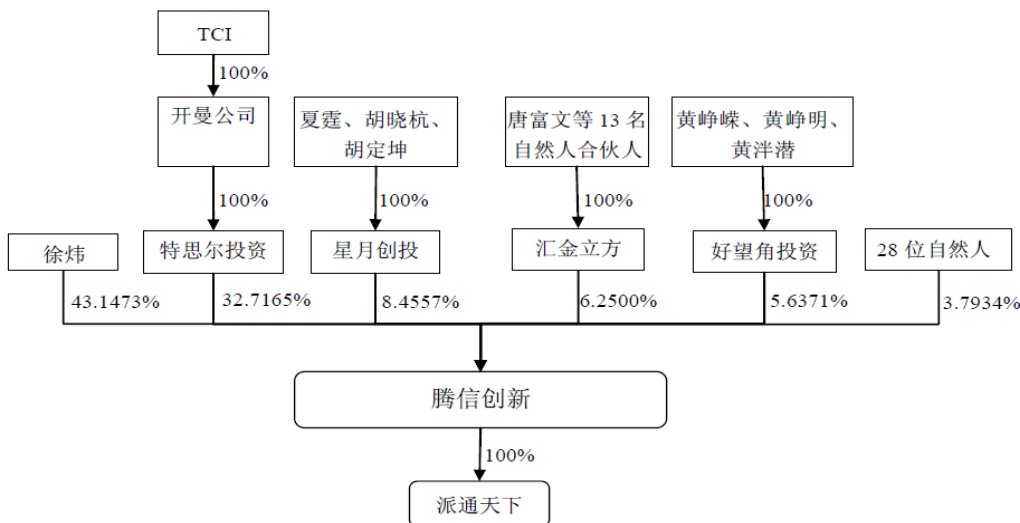 TCI
100%
开曼公司
夏霆、胡晓杭、
胡定坤
唐富文等 13 名
自然人合伙人
黄峥嵘、黄峥明、
黄泮潜
100%
100%
100%
100%
徐炜
特思尔投资
星月创投
汇金立方
好望角投资
28 位自然人
43.1473%
32.7165%
8.4557%
6.2500%
5.6371%
3.7934%
腾信创新
100%
派通天下